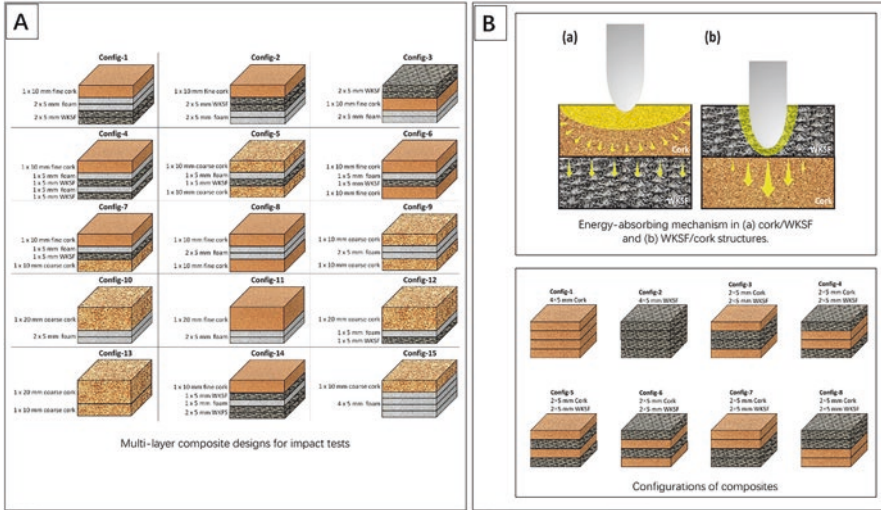 A
Config-1
1 x 10 mm fine cork
2 x 5 mm foam
2 x 5 mm WKSF
Config-2
1 x 10 mm fine cork
2 x 5 mm WKSF
2 x 5 mm foam
Config-3
2 x 5 mm WKSF
1 x 10 mm fine cork
2 x 5 mm foam
Config-4
1 x 10 mm fine cork
1 x 5 mm foam
1 x 5 mm WKSF
1 x 5 mm foam
1 x 5 mm WKSF
Config-5
1 x 10 mm coarse cork
1 x 5 mm foam
1 x 5 mm WKSF
1 x 10 mm coarse cork
Config-6
1 x 10 mm fine cork
1 x 5 mm foam
1 x 5 mm WKSF
1 x 10 mm fine cork
Config-7
1 x 10 mm fine cork
1 x 5 mm foam
1 x 5 mm WKSF
1 x 10 mm coarse cork
Config-8
1 x 10 mm fine cork
2 x 5 mm foam
1 x 10 mm fine cork
Config-9
1 x 10 mm coarse cork
2 x 5 mm foam
1 x 10 mm coarse cork
Config-10
1 x 20 mm coarse cork
2 x 5 mm foam
Config-11
1 x 20 mm fine cork
2 x 5 mm foam
Config-12
1 x 20 mm coarse cork
1 x 5 mm foam
1 x 5 mm WKSF
Config-13
1 x 20 mm coarse cork
1 x 10 mm coarse cork
Config-14
1 x 10 mm fine cork
1 x 5 mm WKSF
1 x 5 mm foam
2 x 5 mm WKFS
Config-15
1 x 10 mm coarse cork
4 x 5 mm foam
Multi-layer composite designs for impact tests
B
(a)
(b)
Cork
WKSF
WKSF
Cork
Energy-absorbing mechanism in (a) cork/WKSF
and (b) WKSF/cork structures.
Config-1
4÷5 mm Cork
Config-2
4÷5 mm WKSF
Config-3
2÷5 mm Cork
2÷5 mm WKSF
Config-4
2÷5 mm Cork
2÷5 mm WKSF
Config-5
2÷5 mm Cork
2÷5 mm WKSF
Config-6
2÷5 mm Cork
2÷5 mm WKSF
Config-7
2÷5 mm Cork
2÷5 mm WKSF
Config-8
2÷5 mm Cork
2÷5 mm WKSF
Configurations of composites